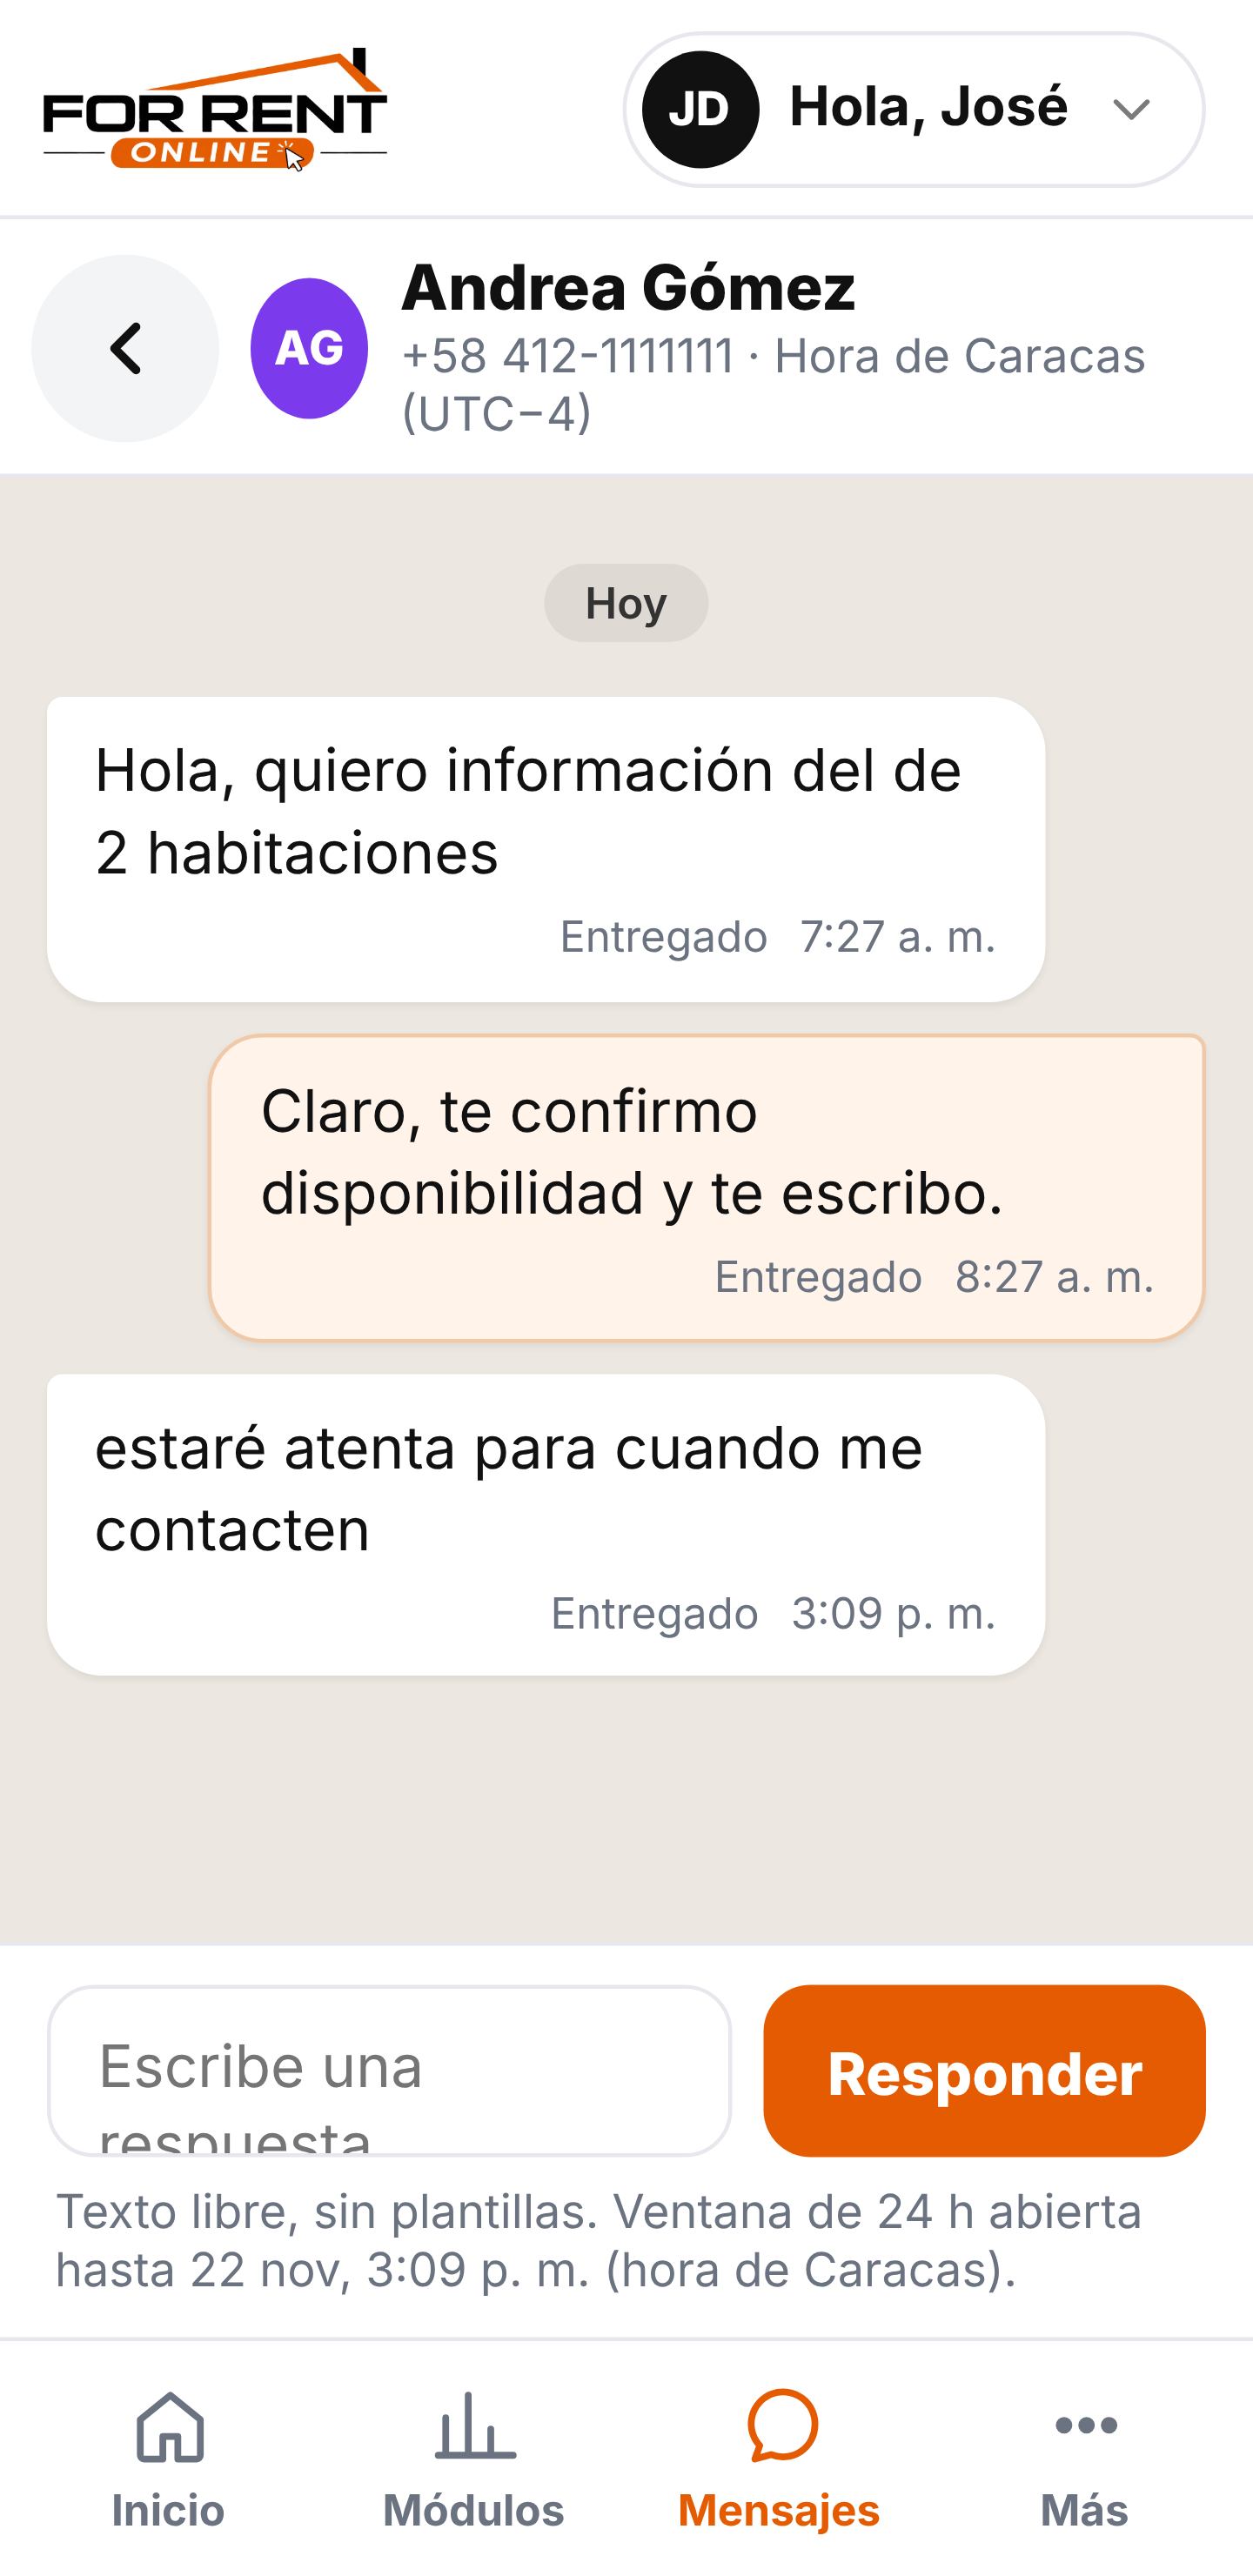 FOR RENT
ONLINE
JD
Hola, José
AG
Andrea Gómez
+58 412-1111111 · Hora de Caracas
(UTC−4)
Hoy
Hola, quiero información del de
2 habitaciones
Entregado 7:27 a. m.
Claro, te confirmo
disponibilidad y te escribo.
Entregado 8:27 a. m.
estaré atenta para cuando me
contacten
Entregado 3:09 p. m.
Escribe una
respuesta
Responder
Texto libre, sin plantillas. Ventana de 24 h abierta
hasta 22 nov, 3:09 p. m. (hora de Caracas).
Inicio
Módulos
Mensajes
Más